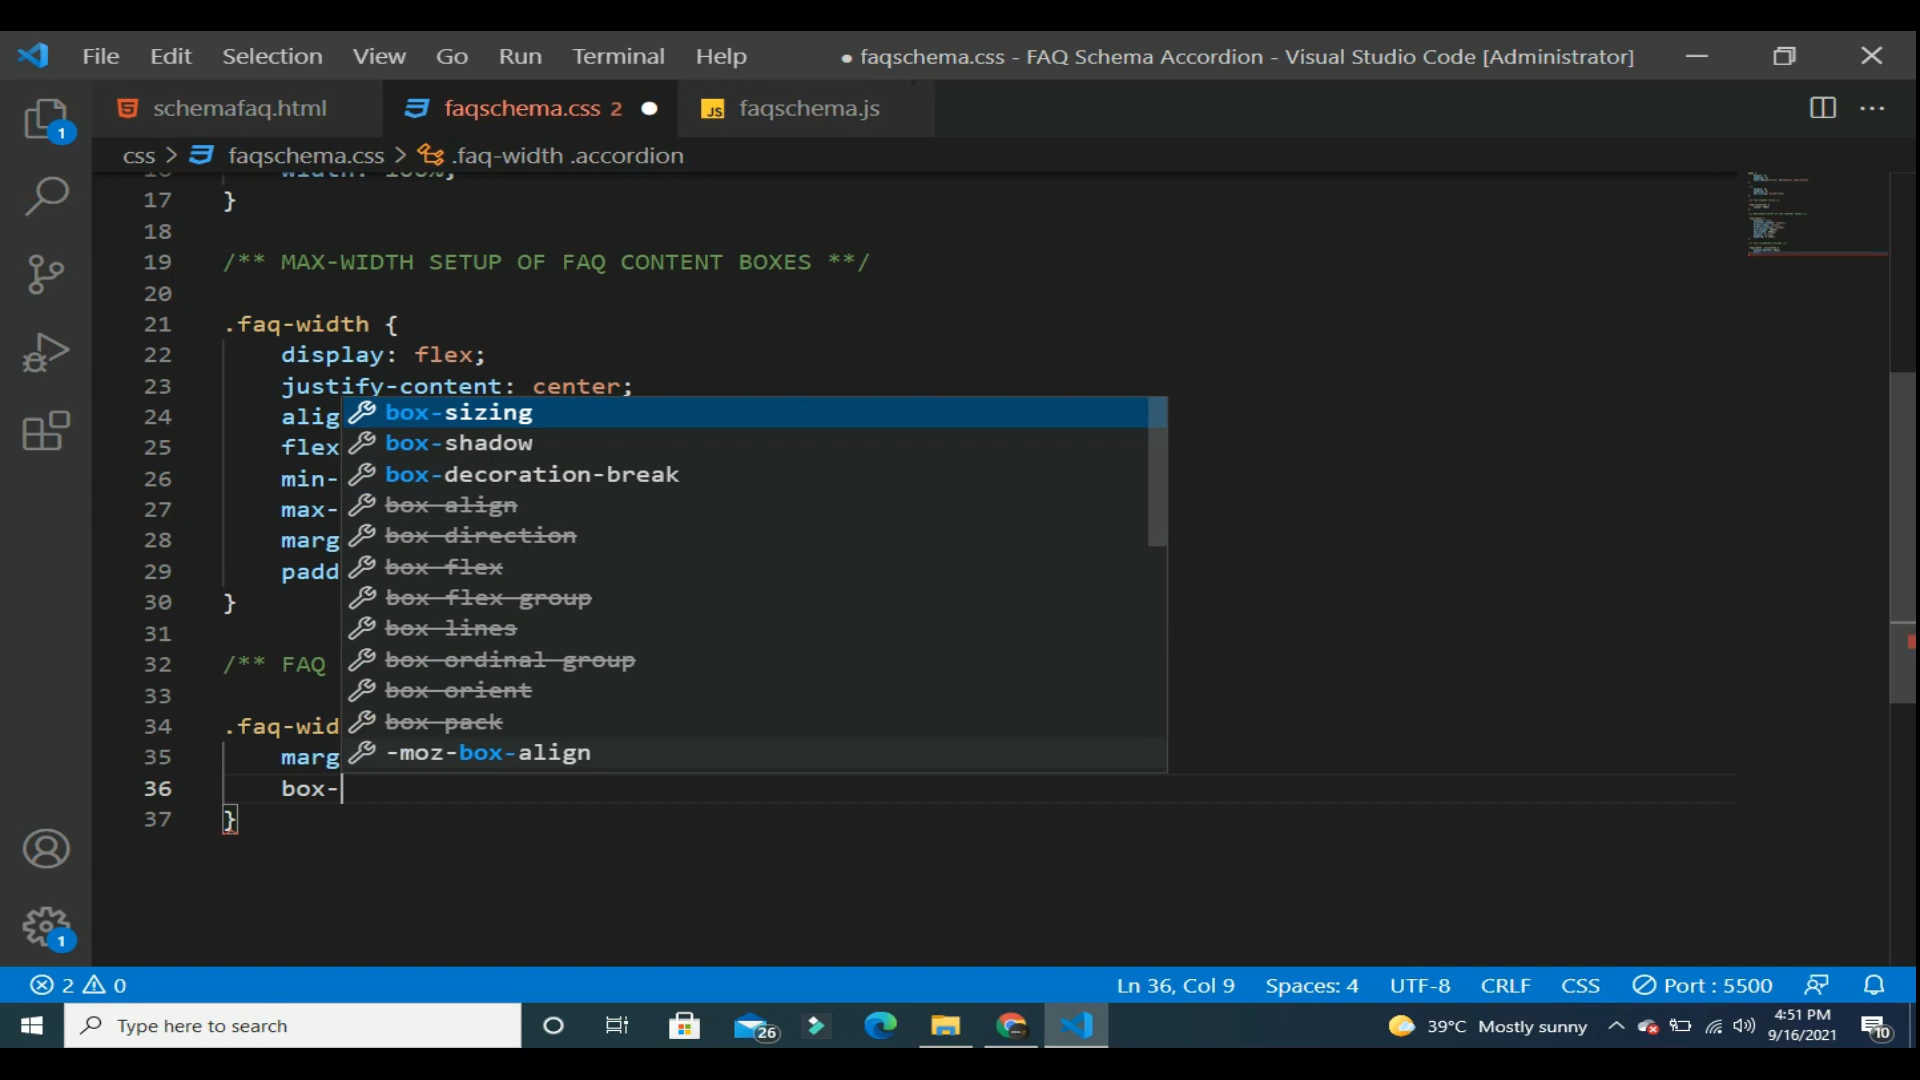 File Edit Selection View Go Run Terminal Help ● faqschema.css - FAQ Schema Accordion - Visual Studio Code [Administrator]
1
schemafaq.html faqschema.css 2 JS faqschema.js
css > faqschema.css > .faq-width .accordion
17 }
18
19 /** MAX-WIDTH SETUP OF FAQ CONTENT BOXES **/
20
21 .faq-width {
22 display: flex;
23 justify-content: center;
24 alig
box-sizing
25 flex
box-shadow
26 min-
box-decoration-break
27 max-
box-align
28 marg
box-direction
29 padd
box-flex
30 }
box-flex-group
31
box-lines
32 /** FAQ
box-ordinal-group
33
box-orient
34 .faq-wid
box-pack
35 marg
-moz-box-align
36 box-
37 }
1
2 0 Ln 36, Col 9 Spaces: 4 UTF-8 CRLF CSS Port : 5500
Type here to search 26 39°C Mostly sunny 4:51 PM 10
9/16/2021